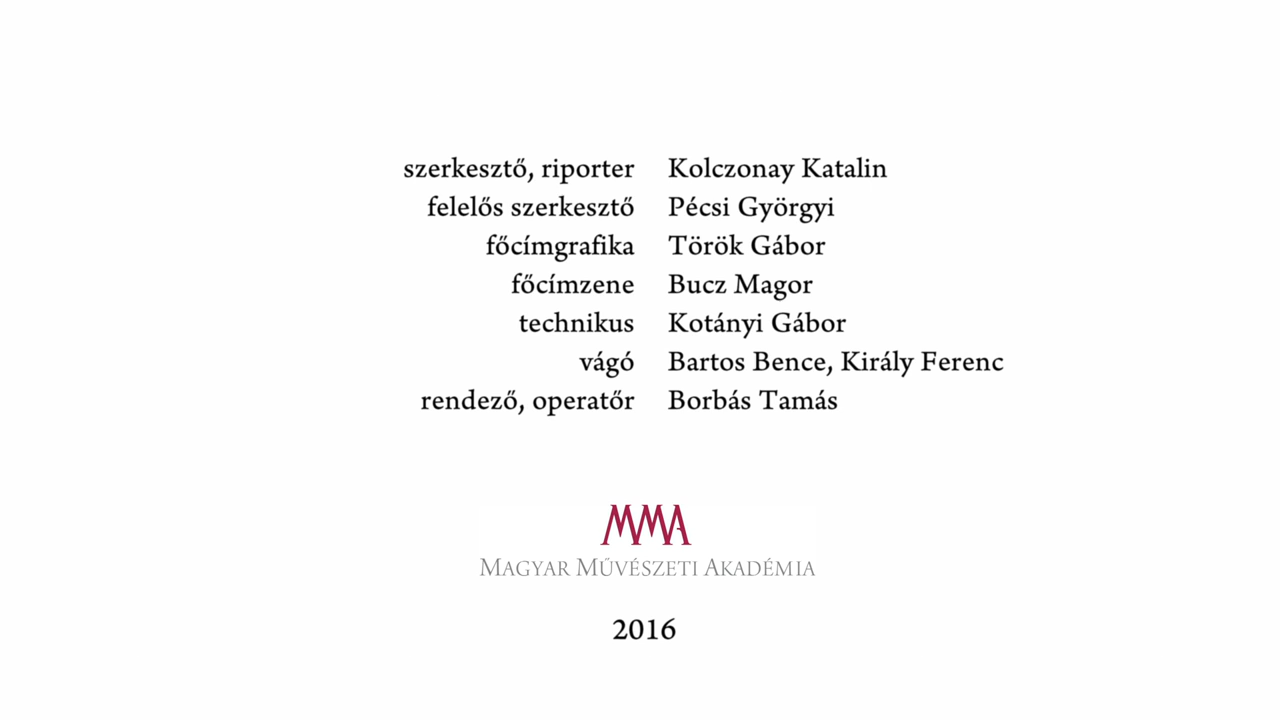 szerkesztő, riporter Kolczonay Katalin
felelős szerkesztő Pécsi Györgyi
főcímgrafika Török Gábor
főcímzene Bucz Magor
technikus Kotányi Gábor
vágó Bartos Bence, Király Ferenc
rendező, operatőr Borbás Tamás
MMA
MAGYAR MŰVÉSZETI AKADÉMIA
2016